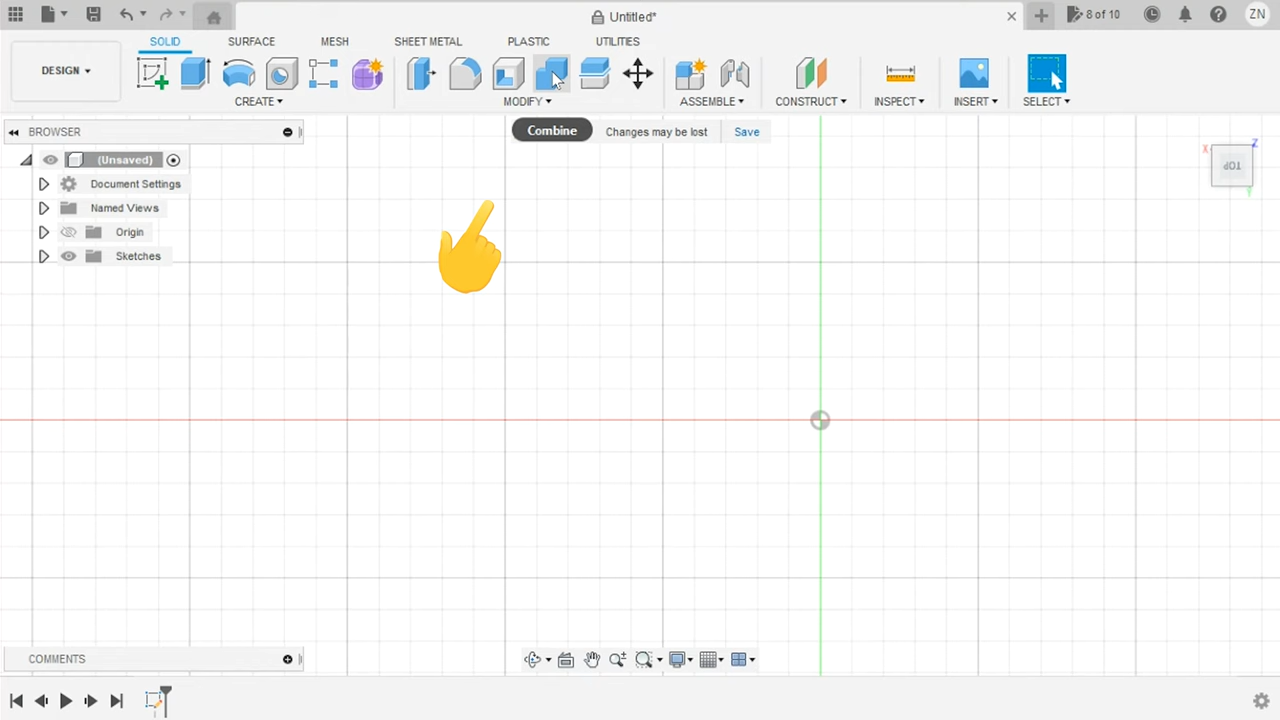 Untitled*
8 of 10
ZN
SOLID
SURFACE
MESH
SHEET METAL
PLASTIC
UTILITIES
DESIGN
CREATE
MODIFY
ASSEMBLE
CONSTRUCT
INSPECT
INSERT
SELECT
BROWSER
Combine
Changes may be lost
Save
(Unsaved)
Document Settings
Named Views
Origin
Sketches
X
Z
TOP
Y
COMMENTS